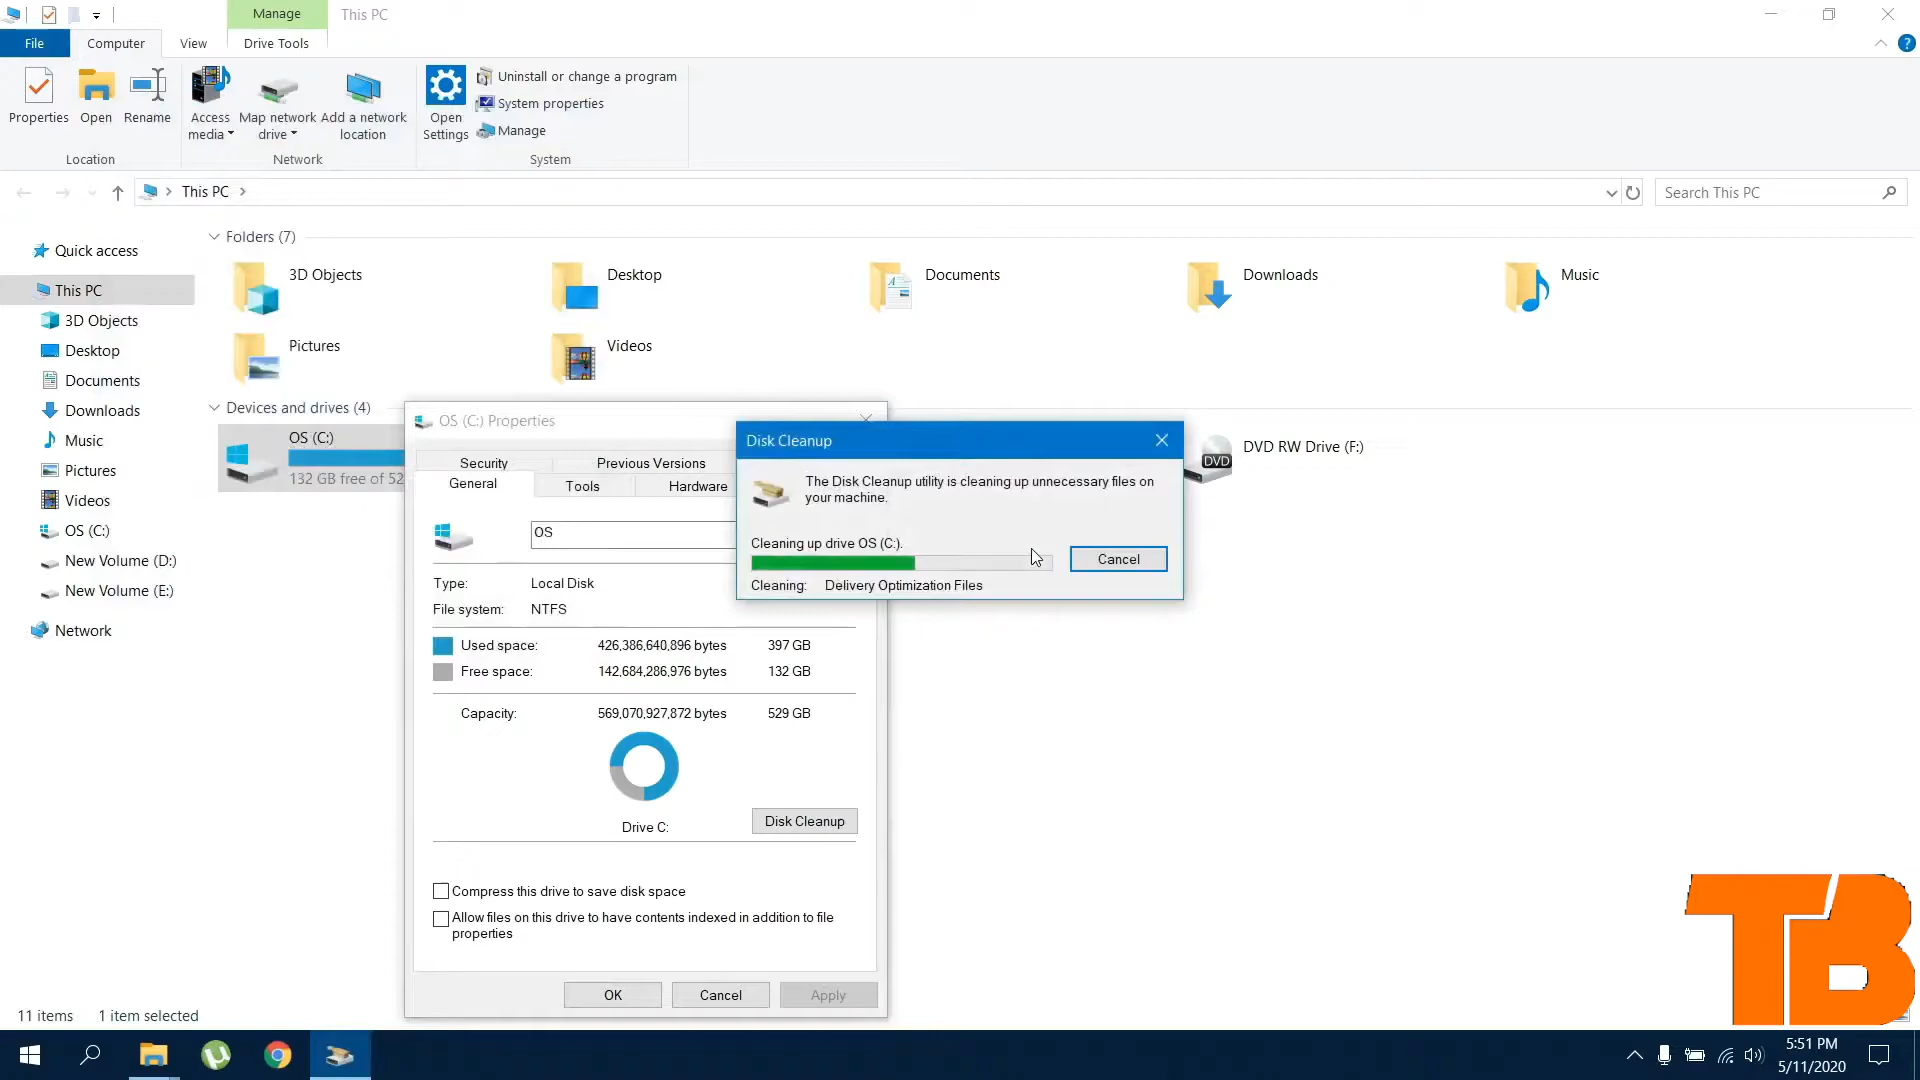 Manage
This PC
File
Computer
View
Drive Tools
Properties
Open
Rename
Access media
Map network drive
Add a network location
Open Settings
Uninstall or change a program
System properties
Manage
Location
Network
System
This PC
Search This PC
Quick access
This PC
3D Objects
Desktop
Documents
Downloads
Music
Pictures
Videos
OS (C:)
New Volume (D:)
New Volume (E:)
Network
Folders (7)
3D Objects
Desktop
Documents
Downloads
Music
Pictures
Videos
Devices and drives (4)
OS (C:)
132 GB free of 52
DVD
DVD RW Drive (F:)
OS (C:) Properties
Security
Previous Versions
General
Tools
Hardware
OS
Type:
Local Disk
File system:
NTFS
Used space:
426,386,640,896 bytes
397 GB
Free space:
142,684,286,976 bytes
132 GB
Capacity:
569,070,927,872 bytes
529 GB
Drive C:
Disk Cleanup
Compress this drive to save disk space
Allow files on this drive to have contents indexed in addition to file
properties
OK
Cancel
Apply
Disk Cleanup
The Disk Cleanup utility is cleaning up unnecessary files on
your machine.
Cleaning up drive OS (C:).
Cancel
Cleaning:
Delivery Optimization Files
11 items
1 item selected
TB
5:51 PM
5/11/2020